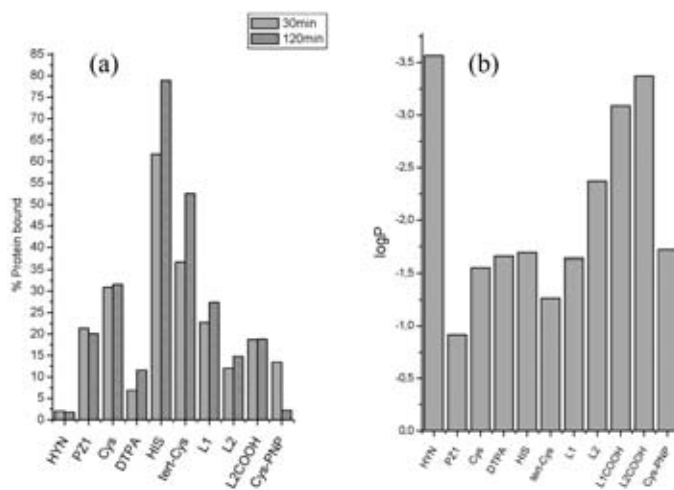 30min
120min
(a)
% Protein bound
85
80
75
70
65
60
55
50
45
40
35
30
25
20
15
10
5
0
HYN
PZ1
Cys
DTPA
HIS
tert-Cys
L1
L2
L2COOH
Cys-PNP
(b)
logP
-3.5
-3.0
-2.5
-2.0
-1.5
-1.0
-0.5
0.0
HYN
PZ1
Cys
DTPA
HIS
tert-Cys
L1
L2
L1COOH
L2COOH
Cys-PNP